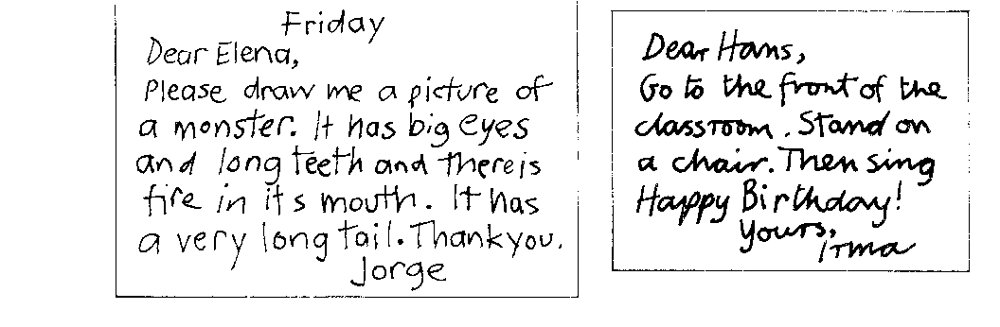 Friday
Dear Elena,
Please draw me a picture of
a monster. It has big eyes
and long teeth and there is
fire in its mouth. It has
a very long tail. Thankyou.
Jorge
Dear Hans,
Go to the front of the
classroom. Stand on
a chair. Then sing
Happy Birthday!
Yours,
Irma